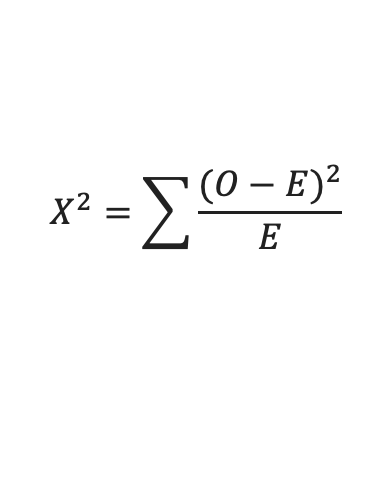 X² = ∑ (O − E)² / E